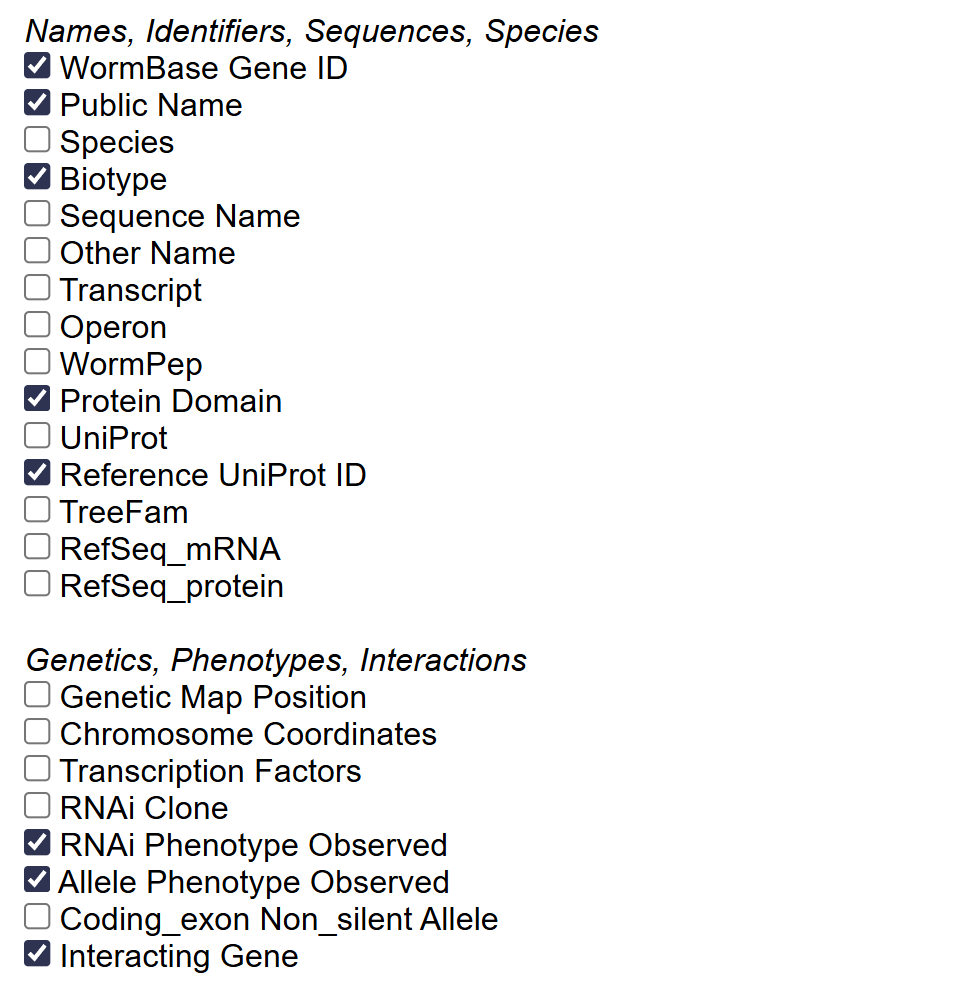 Names, Identifiers, Sequences, Species
WormBase Gene ID
Public Name
Species
Biotype
Sequence Name
Other Name
Transcript
Operon
WormPep
Protein Domain
UniProt
Reference UniProt ID
TreeFam
RefSeq_mRNA
RefSeq_protein
Genetics, Phenotypes, Interactions
Genetic Map Position
Chromosome Coordinates
Transcription Factors
RNAi Clone
RNAi Phenotype Observed
Allele Phenotype Observed
Coding_exon Non_silent Allele
Interacting Gene